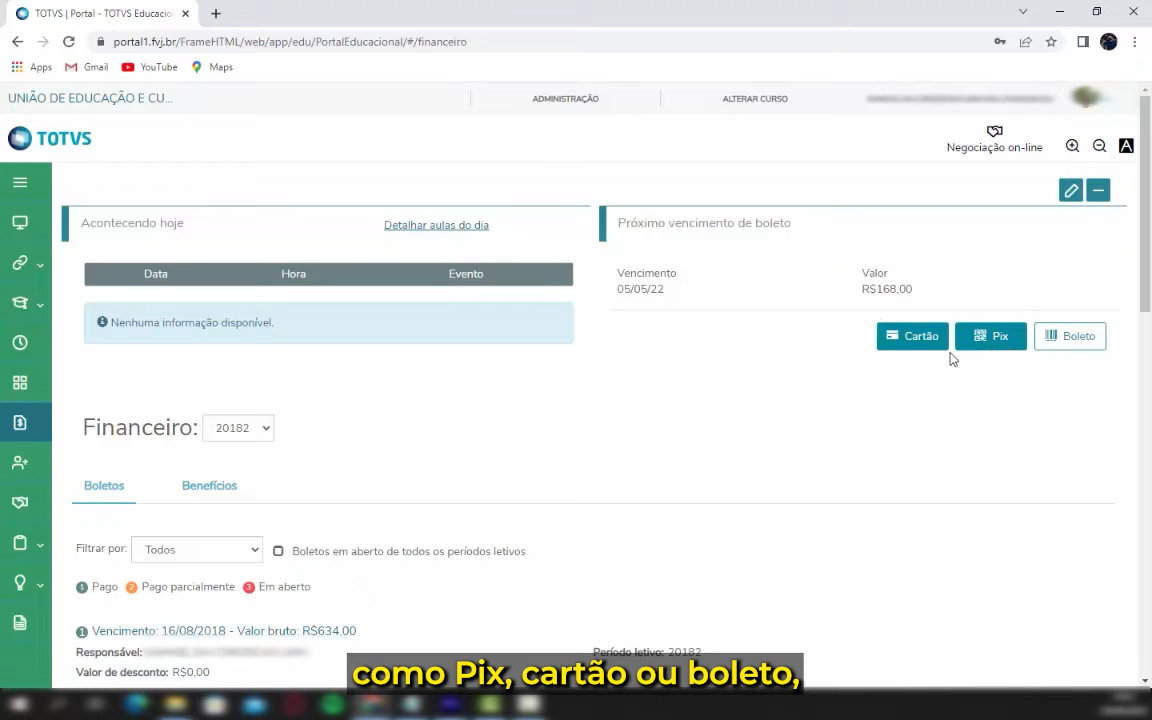 TOTVS | Portal - TOTVS Educacio
portal1.fvj.br/FrameHTML/web/app/edu/PortalEducacional/#/financeiro
Apps Gmail YouTube Maps
UNIÃO DE EDUCAÇÃO E CU...
ADMINISTRAÇÃO
ALTERAR CURSO
TOTVS
Negociação on-line
A
Acontecendo hoje
Detalhar aulas do dia
Data Hora Evento
Nenhuma informação disponível.
Próximo vencimento de boleto
Vencimento Valor
05/05/22 R$168,00
Cartão Pix Boleto
Financeiro: 20182
Boletos Benefícios
Filtrar por: Todos Boletos em aberto de todos os períodos letivos
1 Pago 2 Pago parcialmente 3 Em aberto
1 Vencimento: 16/08/2018 - Valor bruto: R$634,00
Responsável: Período letivo: 20182
Valor de desconto: R$0,00
como Pix, cartão ou boleto,